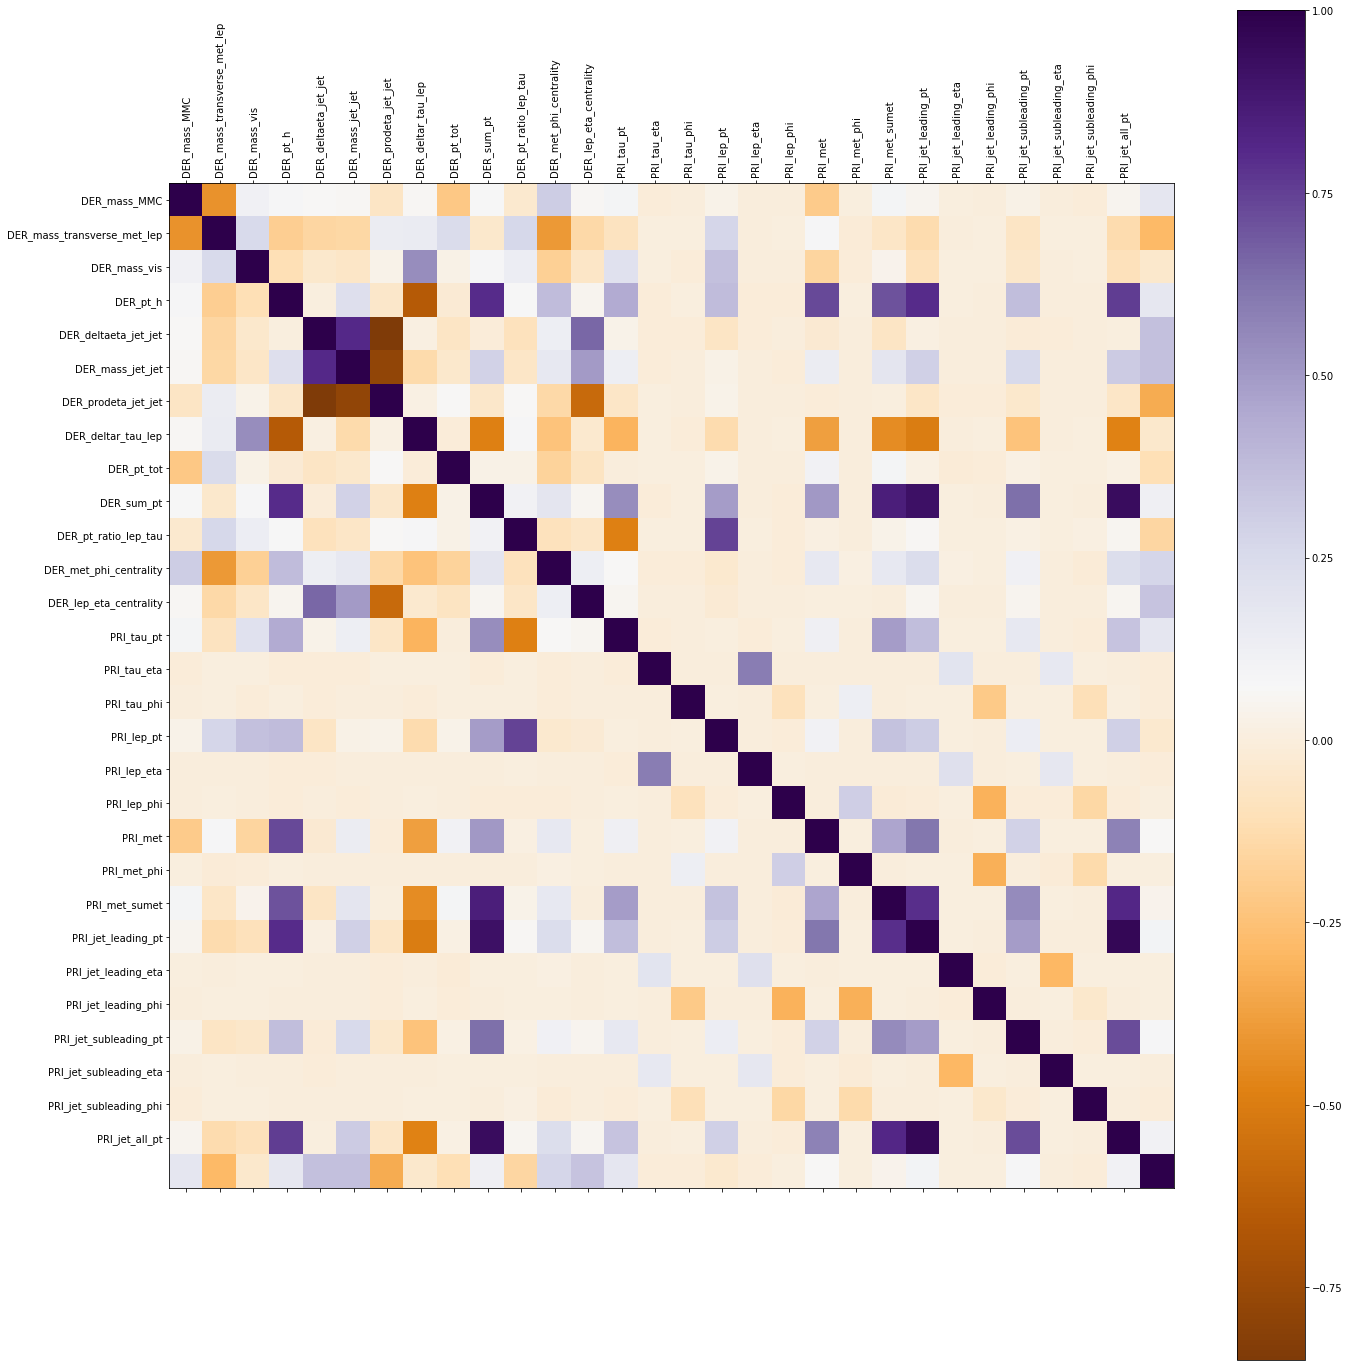 DER_mass_MMC
DER_mass_transverse_met_lep
DER_mass_vis
DER_pt_h
DER_deltaeta_jet_jet
DER_mass_jet_jet
DER_prodeta_jet_jet
DER_deltar_tau_lep
DER_pt_tot
DER_sum_pt
DER_pt_ratio_lep_tau
DER_met_phi_centrality
DER_lep_eta_centrality
PRI_tau_pt
PRI_tau_eta
PRI_tau_phi
PRI_lep_pt
PRI_lep_eta
PRI_lep_phi
PRI_met
PRI_met_phi
PRI_met_sumet
PRI_jet_leading_pt
PRI_jet_leading_eta
PRI_jet_leading_phi
PRI_jet_subleading_pt
PRI_jet_subleading_eta
PRI_jet_subleading_phi
PRI_jet_all_pt
DER_mass_MMC
DER_mass_transverse_met_lep
DER_mass_vis
DER_pt_h
DER_deltaeta_jet_jet
DER_mass_jet_jet
DER_prodeta_jet_jet
DER_deltar_tau_lep
DER_pt_tot
DER_sum_pt
DER_pt_ratio_lep_tau
DER_met_phi_centrality
DER_lep_eta_centrality
PRI_tau_pt
PRI_tau_eta
PRI_tau_phi
PRI_lep_pt
PRI_lep_eta
PRI_lep_phi
PRI_met
PRI_met_phi
PRI_met_sumet
PRI_jet_leading_pt
PRI_jet_leading_eta
PRI_jet_leading_phi
PRI_jet_subleading_pt
PRI_jet_subleading_eta
PRI_jet_subleading_phi
PRI_jet_all_pt
1.00
0.75
0.50
0.25
0.00
−0.25
−0.50
−0.75